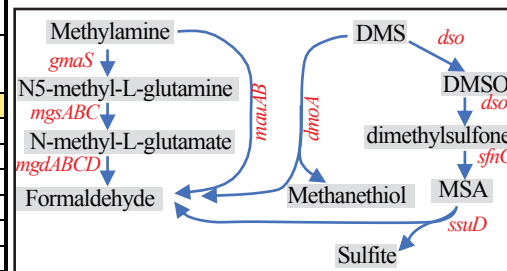 Methylamine
gmaS
N5-methyl-L-glutamine
mgsABC
N-methyl-L-glutamate
mgdABCD
Formaldehyde
mauAB
DMS
dmoA
Methanethiol
dso
DMSO
dso
dimethylsulfone
MSA
ssuD
Sulfite